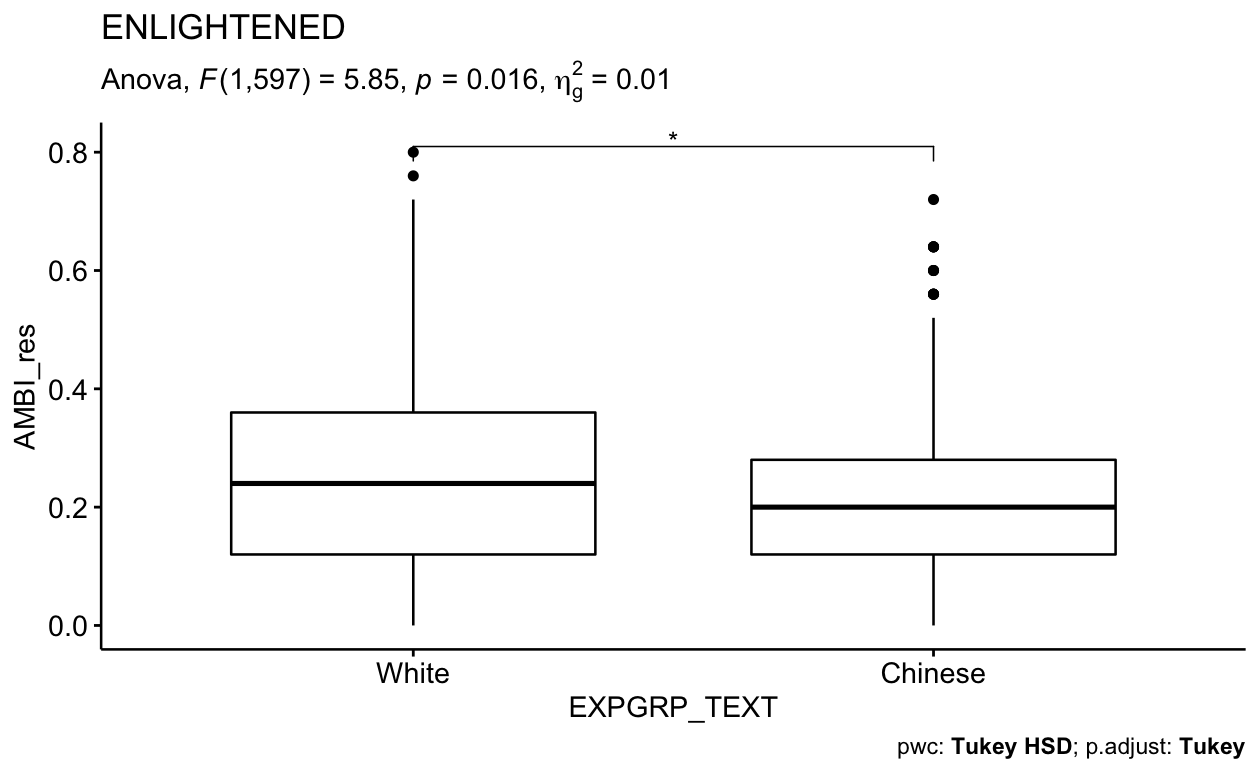 ENLIGHTENED
Anova, F(1,597) = 5.85, p = 0.016, η²g = 0.01
*
0.8
0.6
0.4
0.2
0.0
AMBI_res
White
Chinese
EXPGRP_TEXT
pwc: Tukey HSD; p.adjust: Tukey